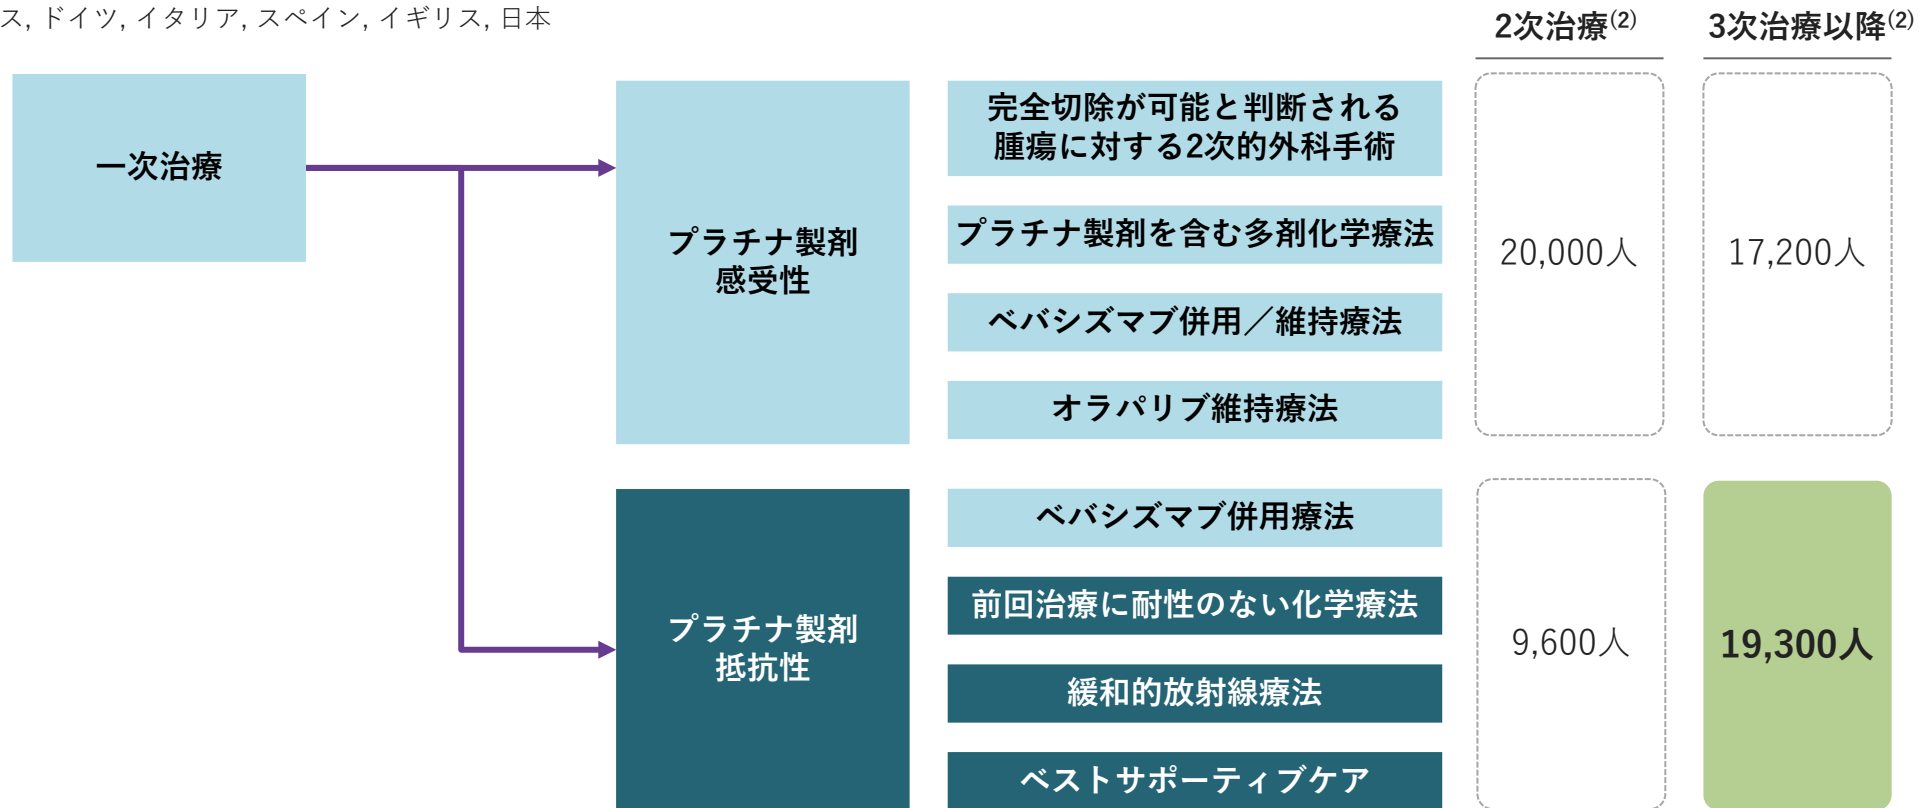 ス, ドイツ, イタリア, スペイン, イギリス, 日本
2次治療(2)
3次治療以降(2)
一次治療
プラチナ製剤
感受性
完全切除が可能と判断される
腫瘍に対する2次的外科手術
プラチナ製剤を含む多剤化学療法
ベバシズマブ併用／維持療法
オラパリブ維持療法
20,000人
17,200人
プラチナ製剤
抵抗性
ベバシズマブ併用療法
前回治療に耐性のない化学療法
緩和的放射線療法
ベストサポーティブケア
9,600人
19,300人